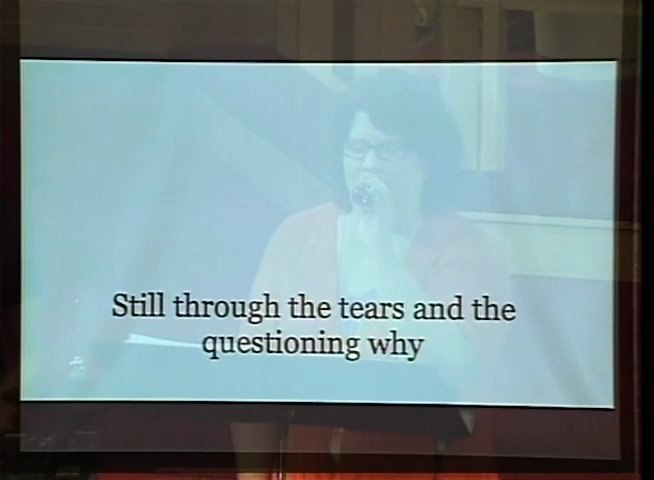 Still through the tears and the
questioning why